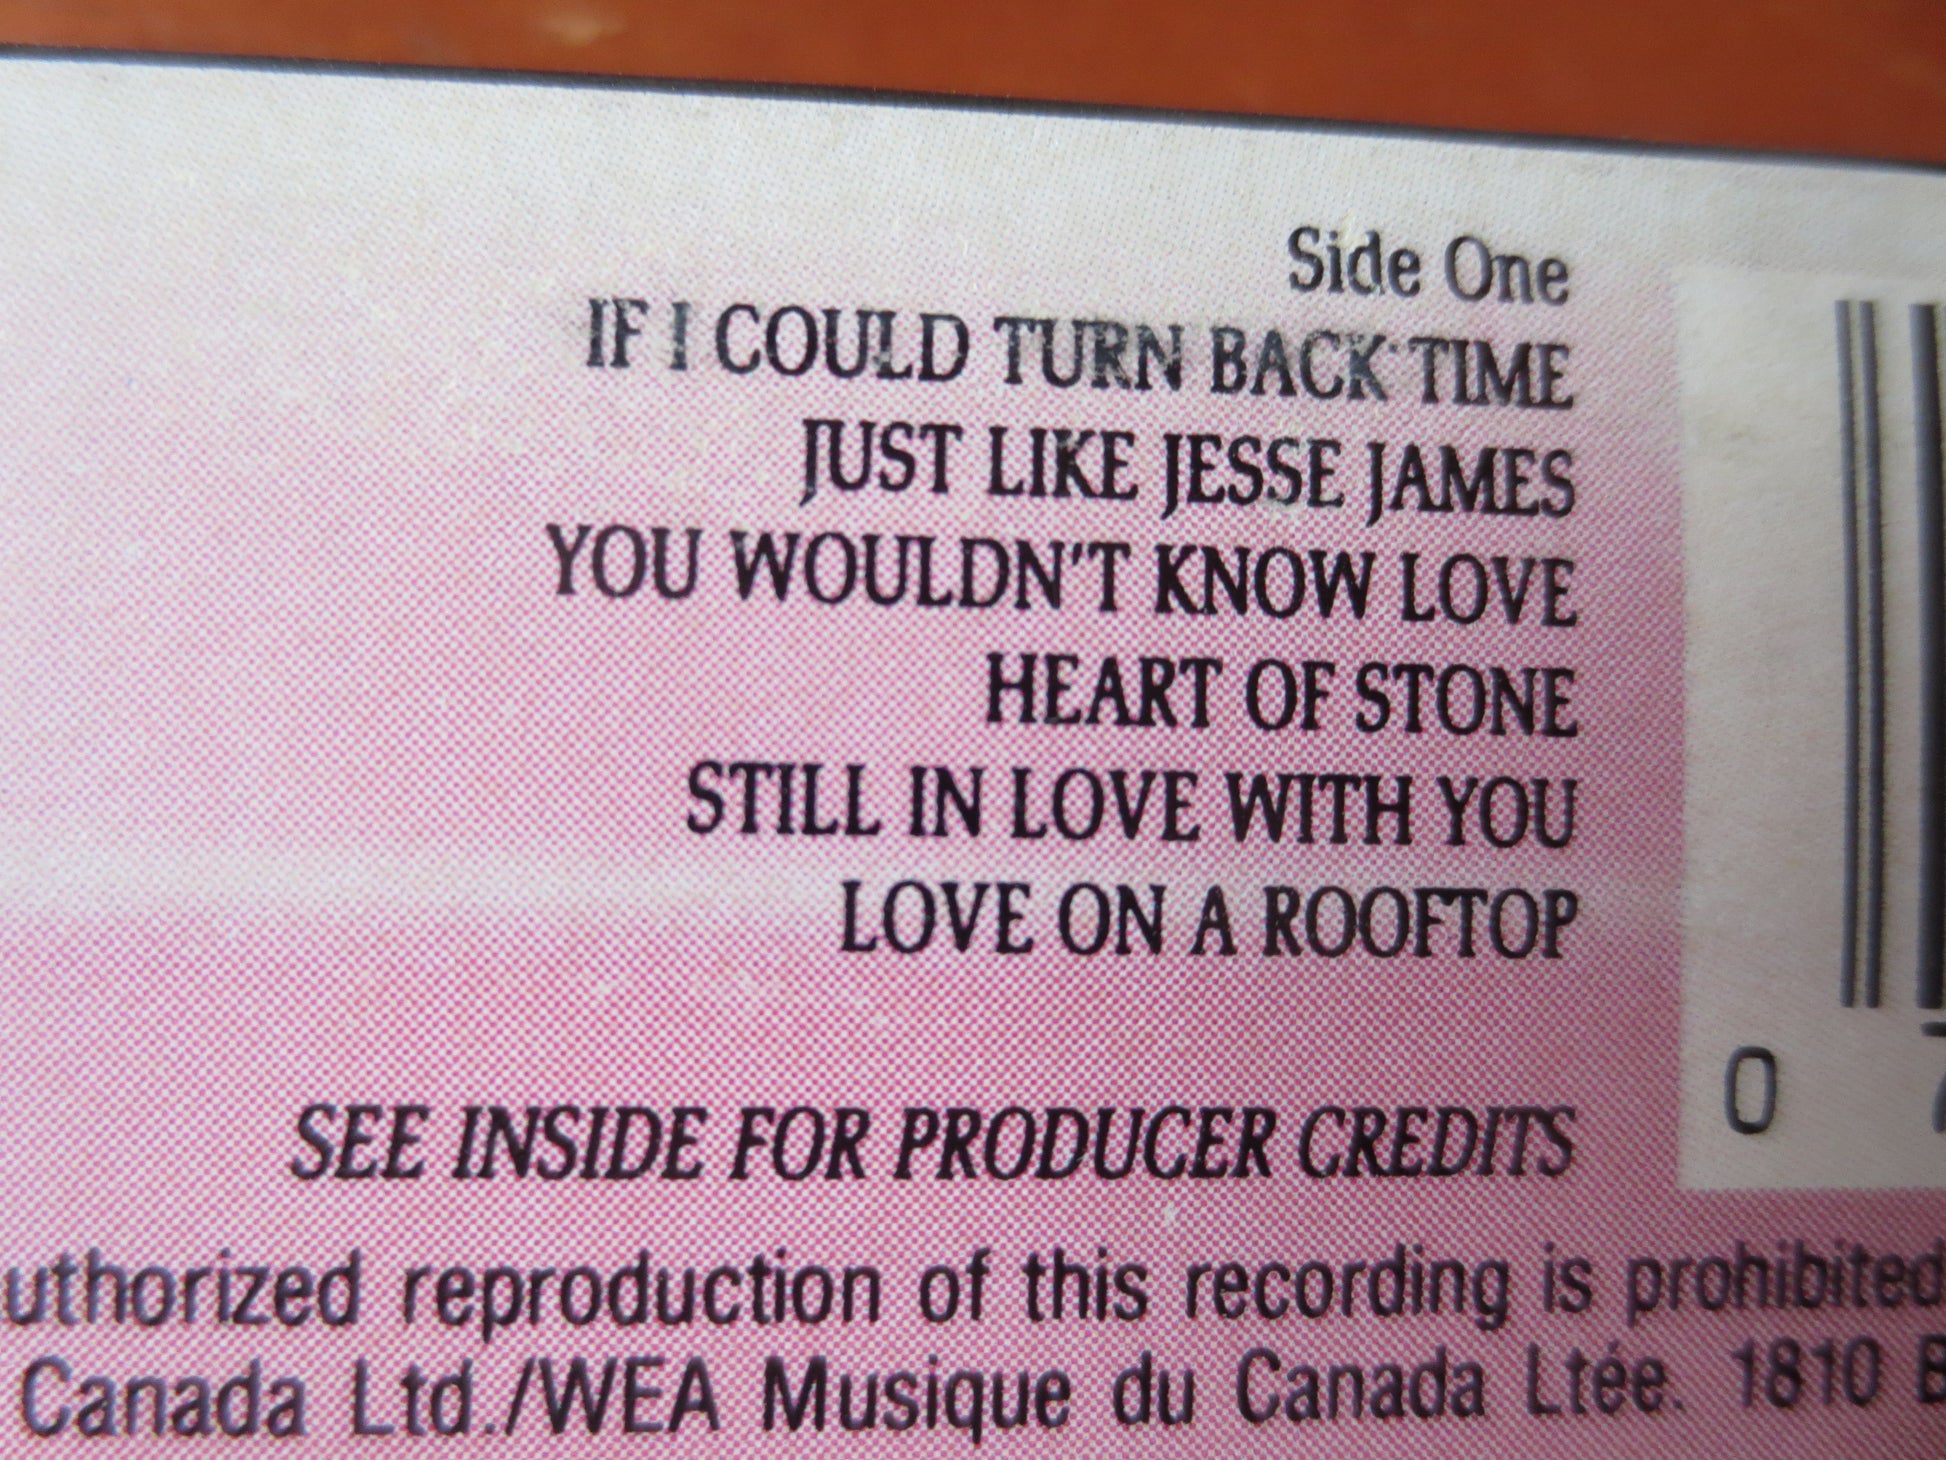 Side One
IF I COULD TURN BACK TIME
JUST LIKE JESSE JAMES
YOU WOULDN'T KNOW LOVE
HEART OF STONE
STILL IN LOVE WITH YOU
LOVE ON A ROOFTOP
0
SEE INSIDE FOR PRODUCER CREDITS
uthorized reproduction of this recording is prohibited
Canada Ltd./WEA Musique du Canada Ltée. 1810 B